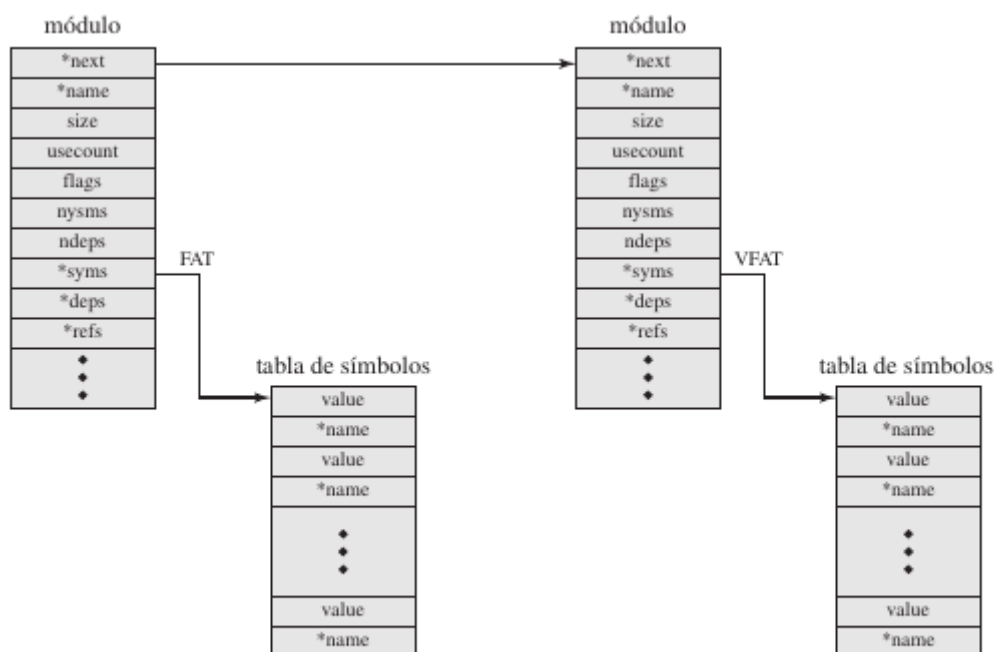 módulo
*next
*name
size
usecount
flags
nysms
ndeps
*syms
*deps
*refs
FAT
tabla de símbolos
value
*name
value
*name
value
*name
módulo
*next
*name
size
usecount
flags
nysms
ndeps
*syms
*deps
*refs
VFAT
tabla de símbolos
value
*name
value
*name
value
*name